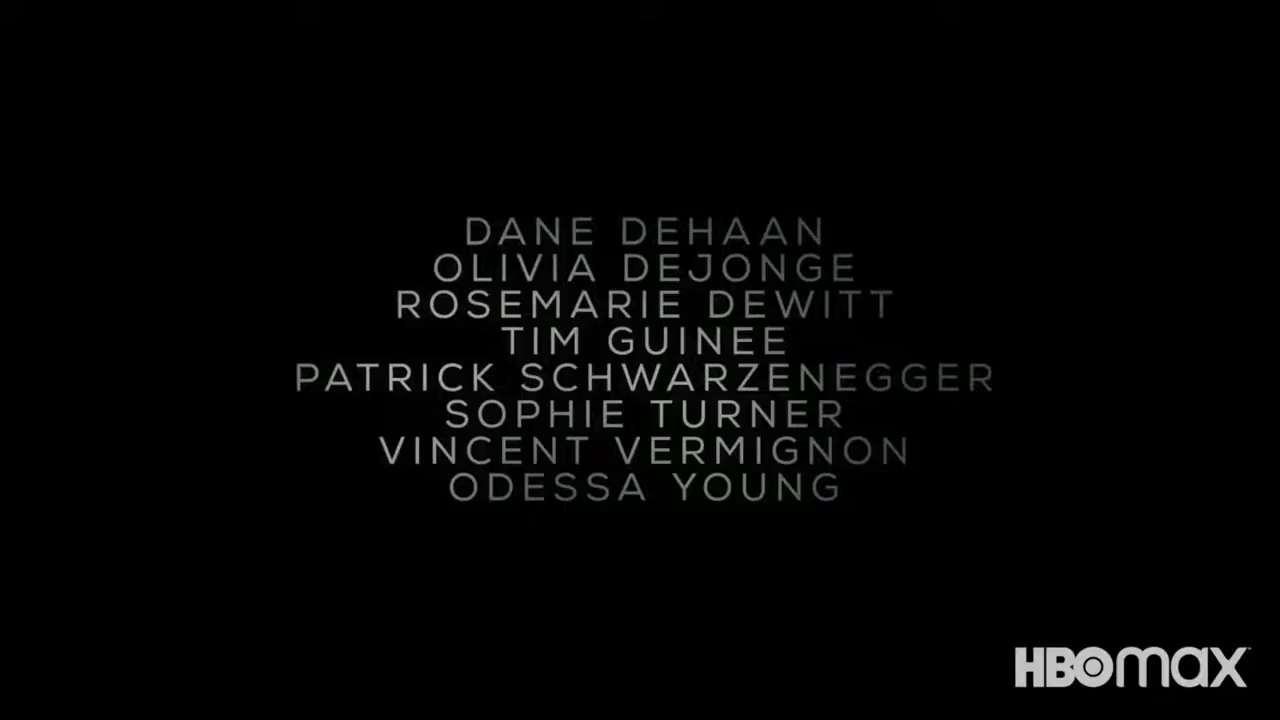 DANE DEHAAN
OLIVIA DEJONGE
ROSEMARIE DEWITT
TIM GUINEE
PATRICK SCHWARZENEGGER
SOPHIE TURNER
VINCENT VERMIGNON
ODESSA YOUNG
HBOMAX